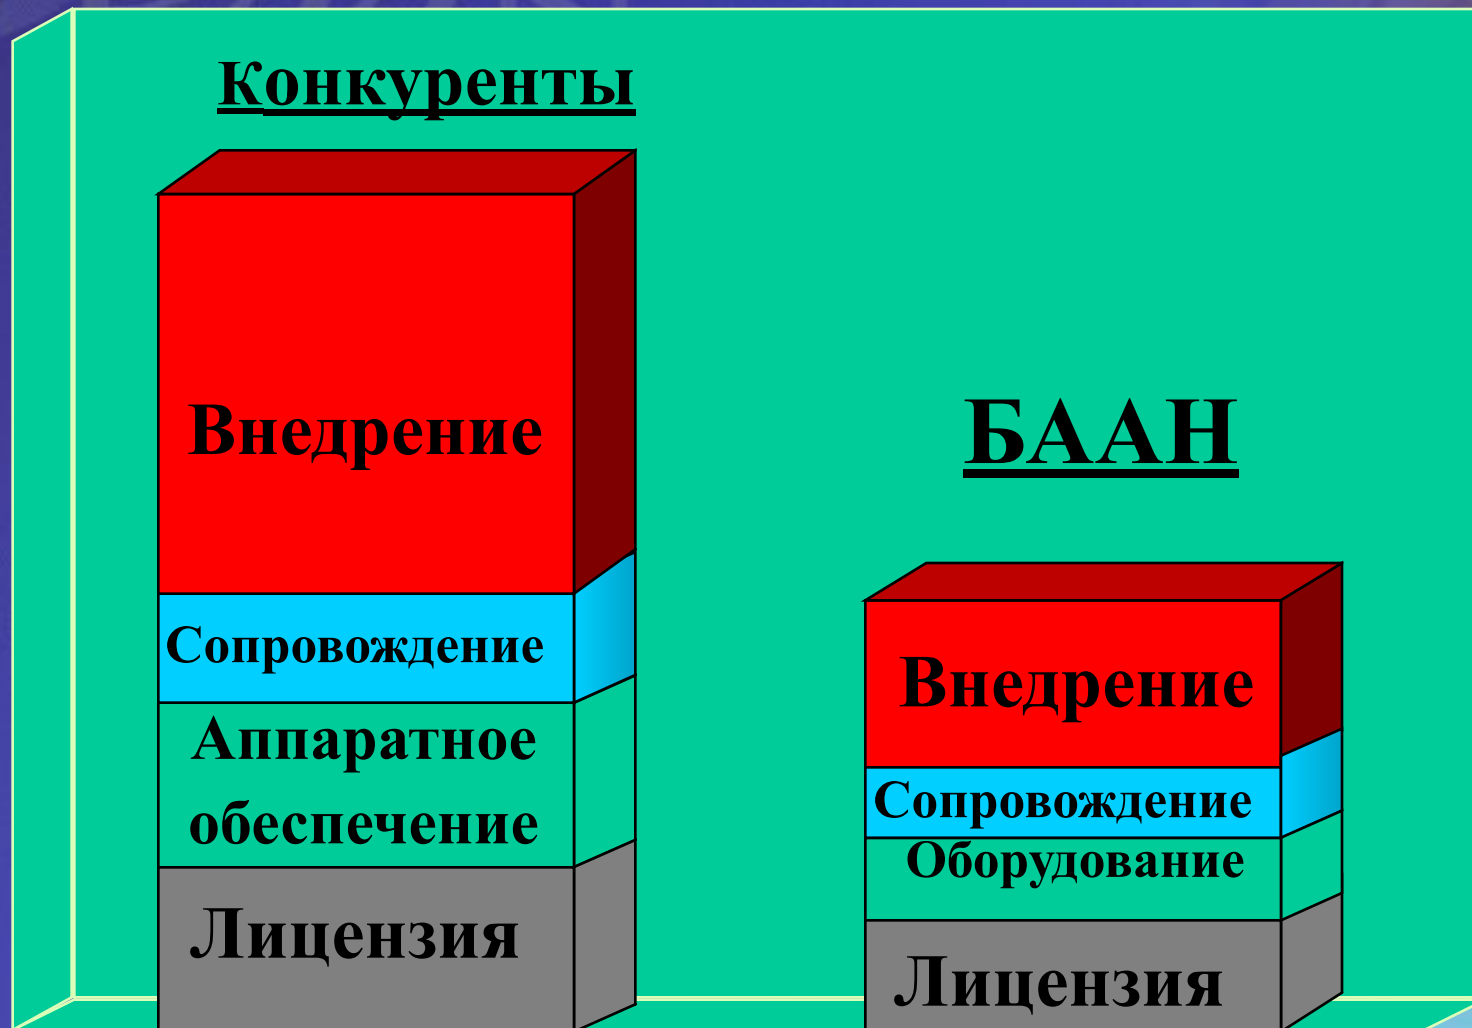 Конкуренты
Внедрение
Сопровождение
Аппаратное
обеспечение
Лицензия
БААН
Внедрение
Сопровождение
Оборудование
Лицензия